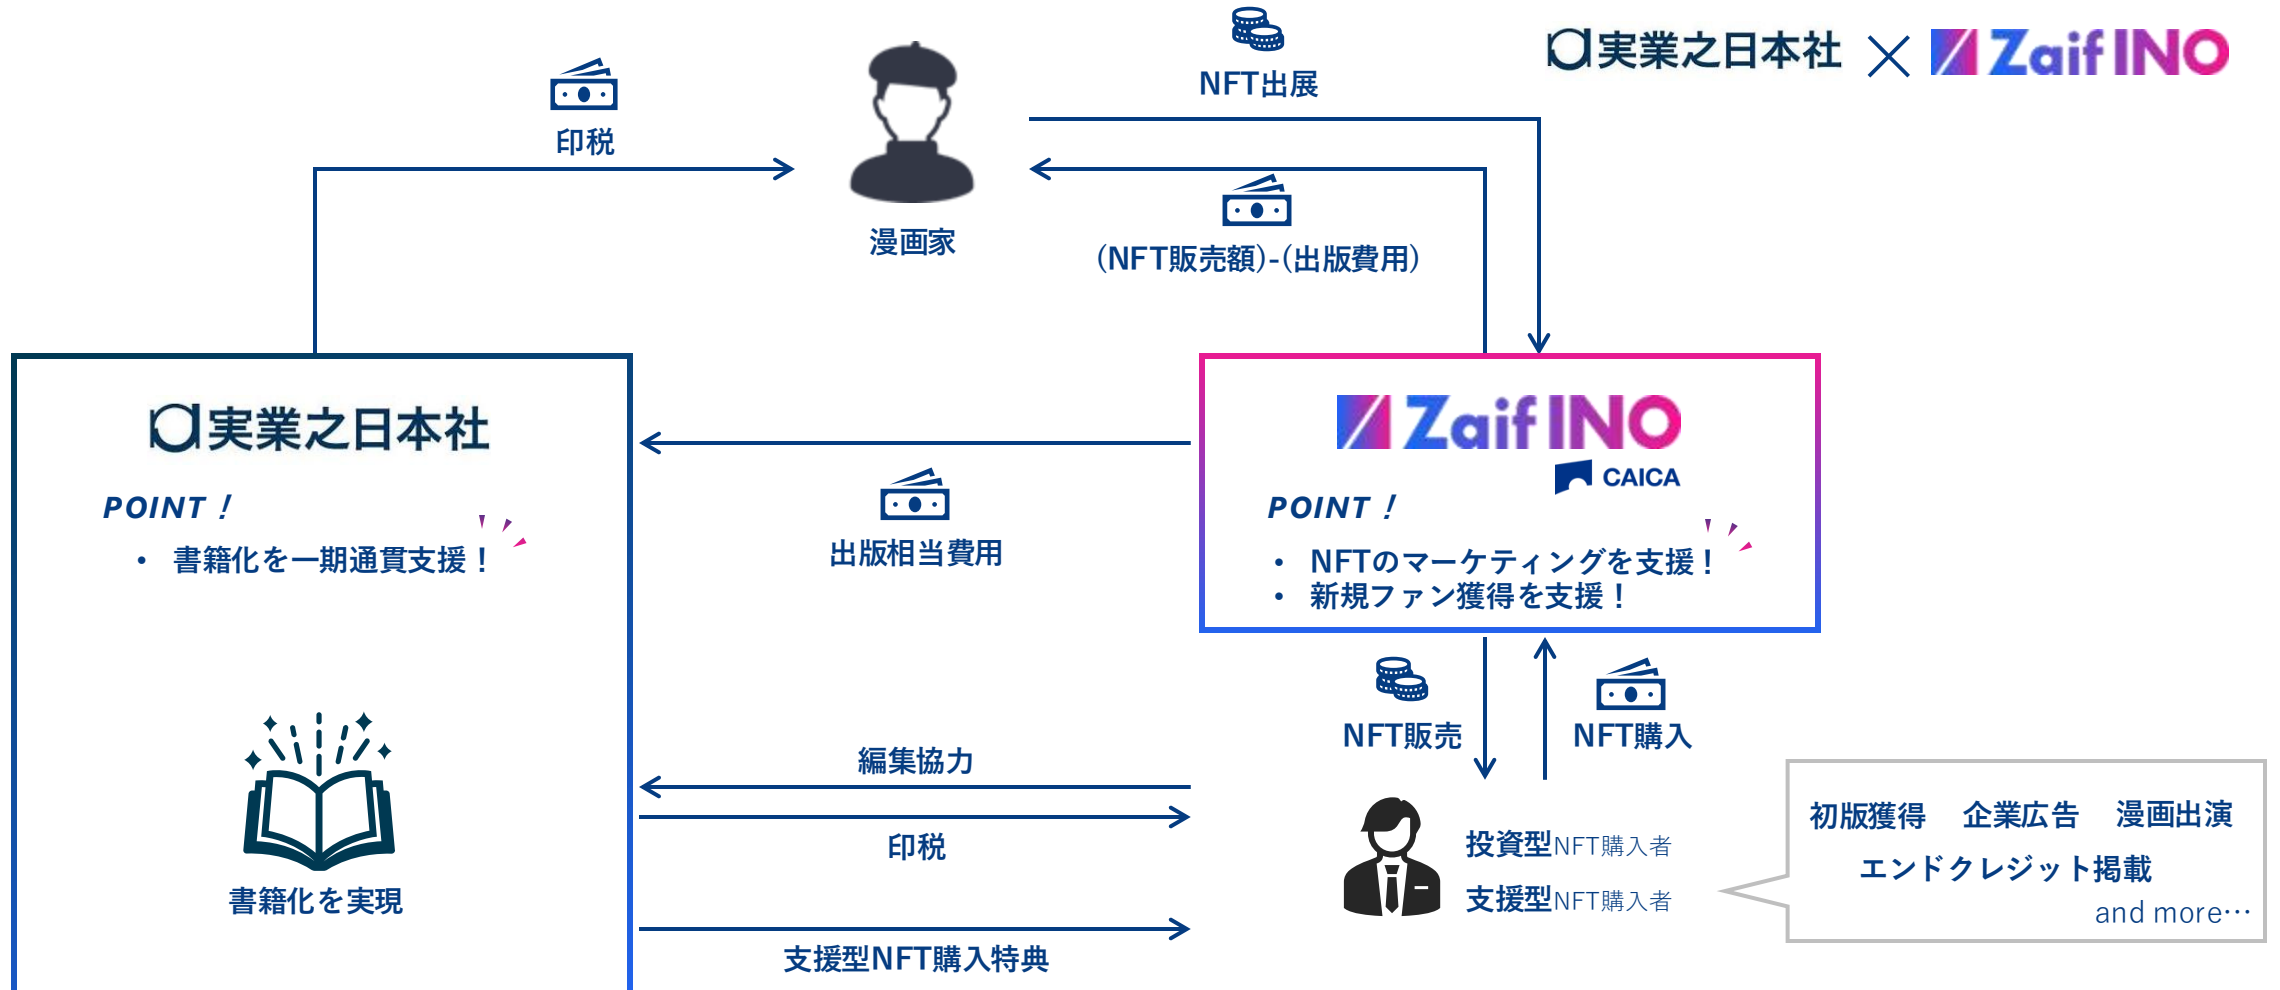 実業之日本社 × Zaif INO
NFT出展
印税
漫画家
(NFT販売額)-(出版費用)
実業之日本社
POINT！
• 書籍化を一期通貫支援！
書籍化を実現
出版相当費用
Zaif INO
CAICA
POINT！
• NFTのマーケティングを支援！
• 新規ファン獲得を支援！
NFT販売
NFT購入
編集協力
印税
支援型NFT購入特典
投資型NFT購入者
支援型NFT購入者
初版獲得 企業広告 漫画出演
エンドクレジット掲載
and more…